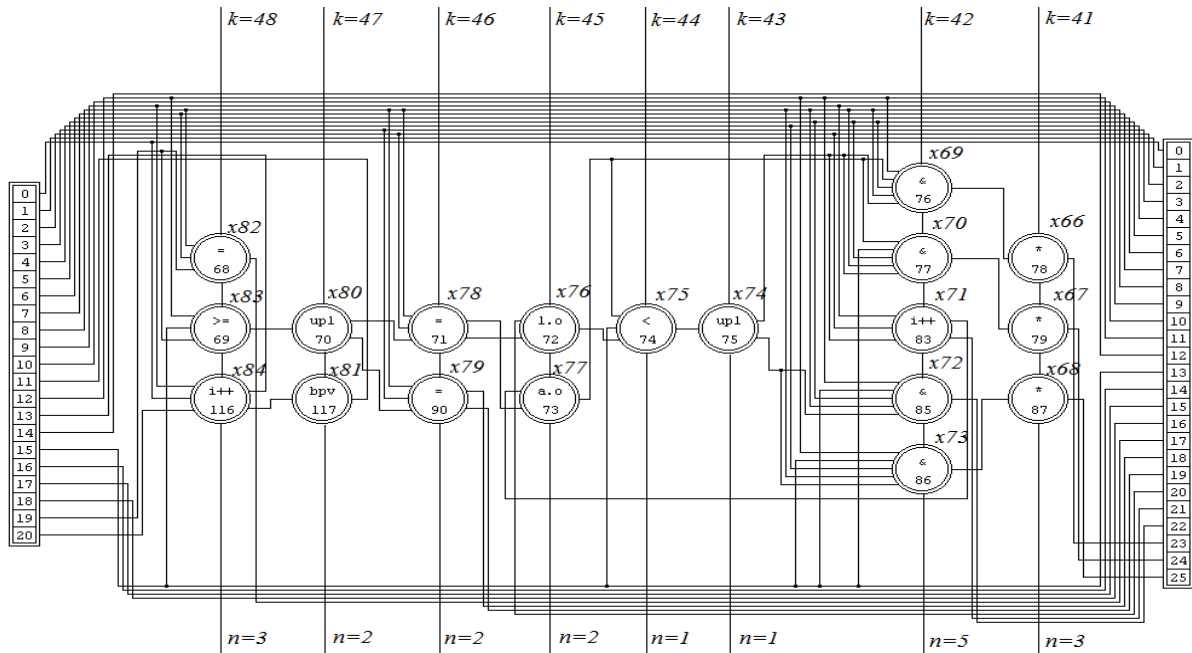 k=48 k=47 k=46 k=45 k=44 k=43 k=42 k=41
0
1
2
3
4
5
6
7
8
9
10
11
12
13
14
15
16
17
18
19
20
x82
=
68
x83
>=
69
x84
i++
116
x80
upl
70
x81
bpv
117
x78
=
71
x79
=
90
x76
l.o
72
x77
a.o
73
x75
<
74
x74
upl
75
x69
&
76
x70
&
77
x71
i++
83
x72
&
85
x73
&
86
x66
*
78
x67
*
79
x68
*
87
0
1
2
3
4
5
6
7
8
9
10
11
12
13
14
15
16
17
18
19
20
21
22
23
24
25
n=3 n=2 n=2 n=2 n=1 n=1 n=5 n=3